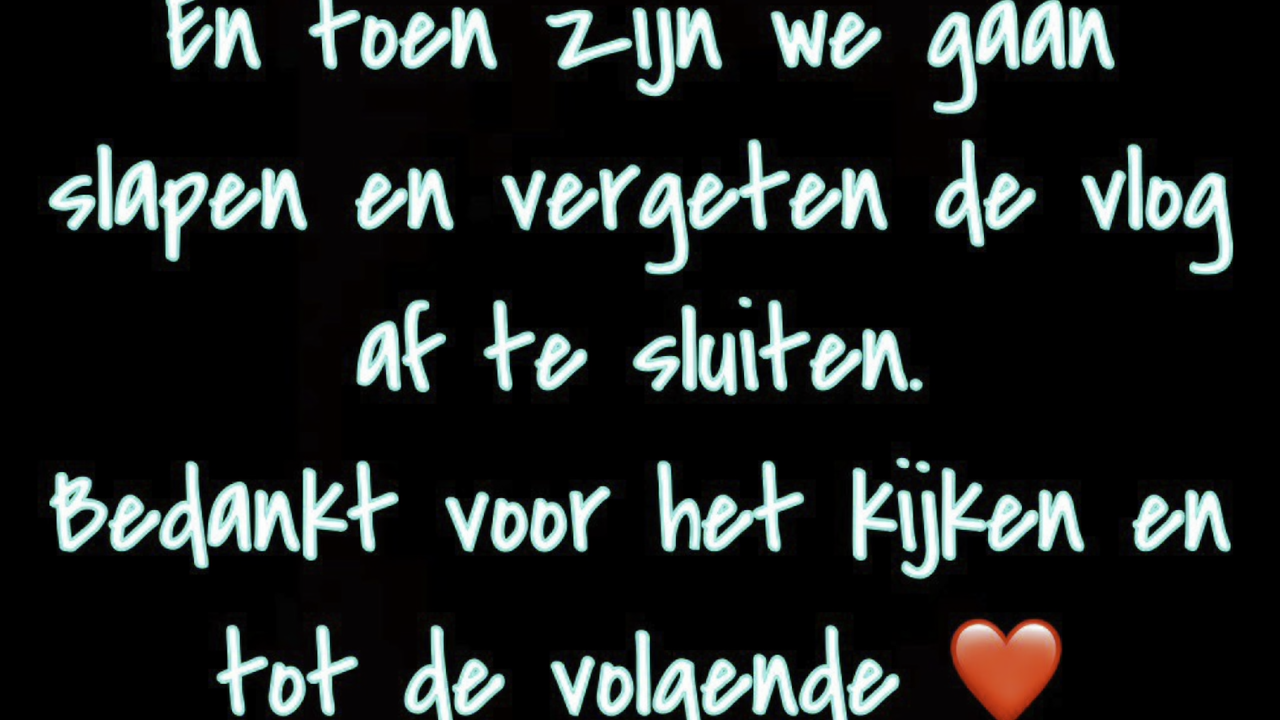 En toen zijn we gaan
slapen en vergeten de vlog
af te sluiten.
Bedankt voor het kijken en
tot de volgende ❤️